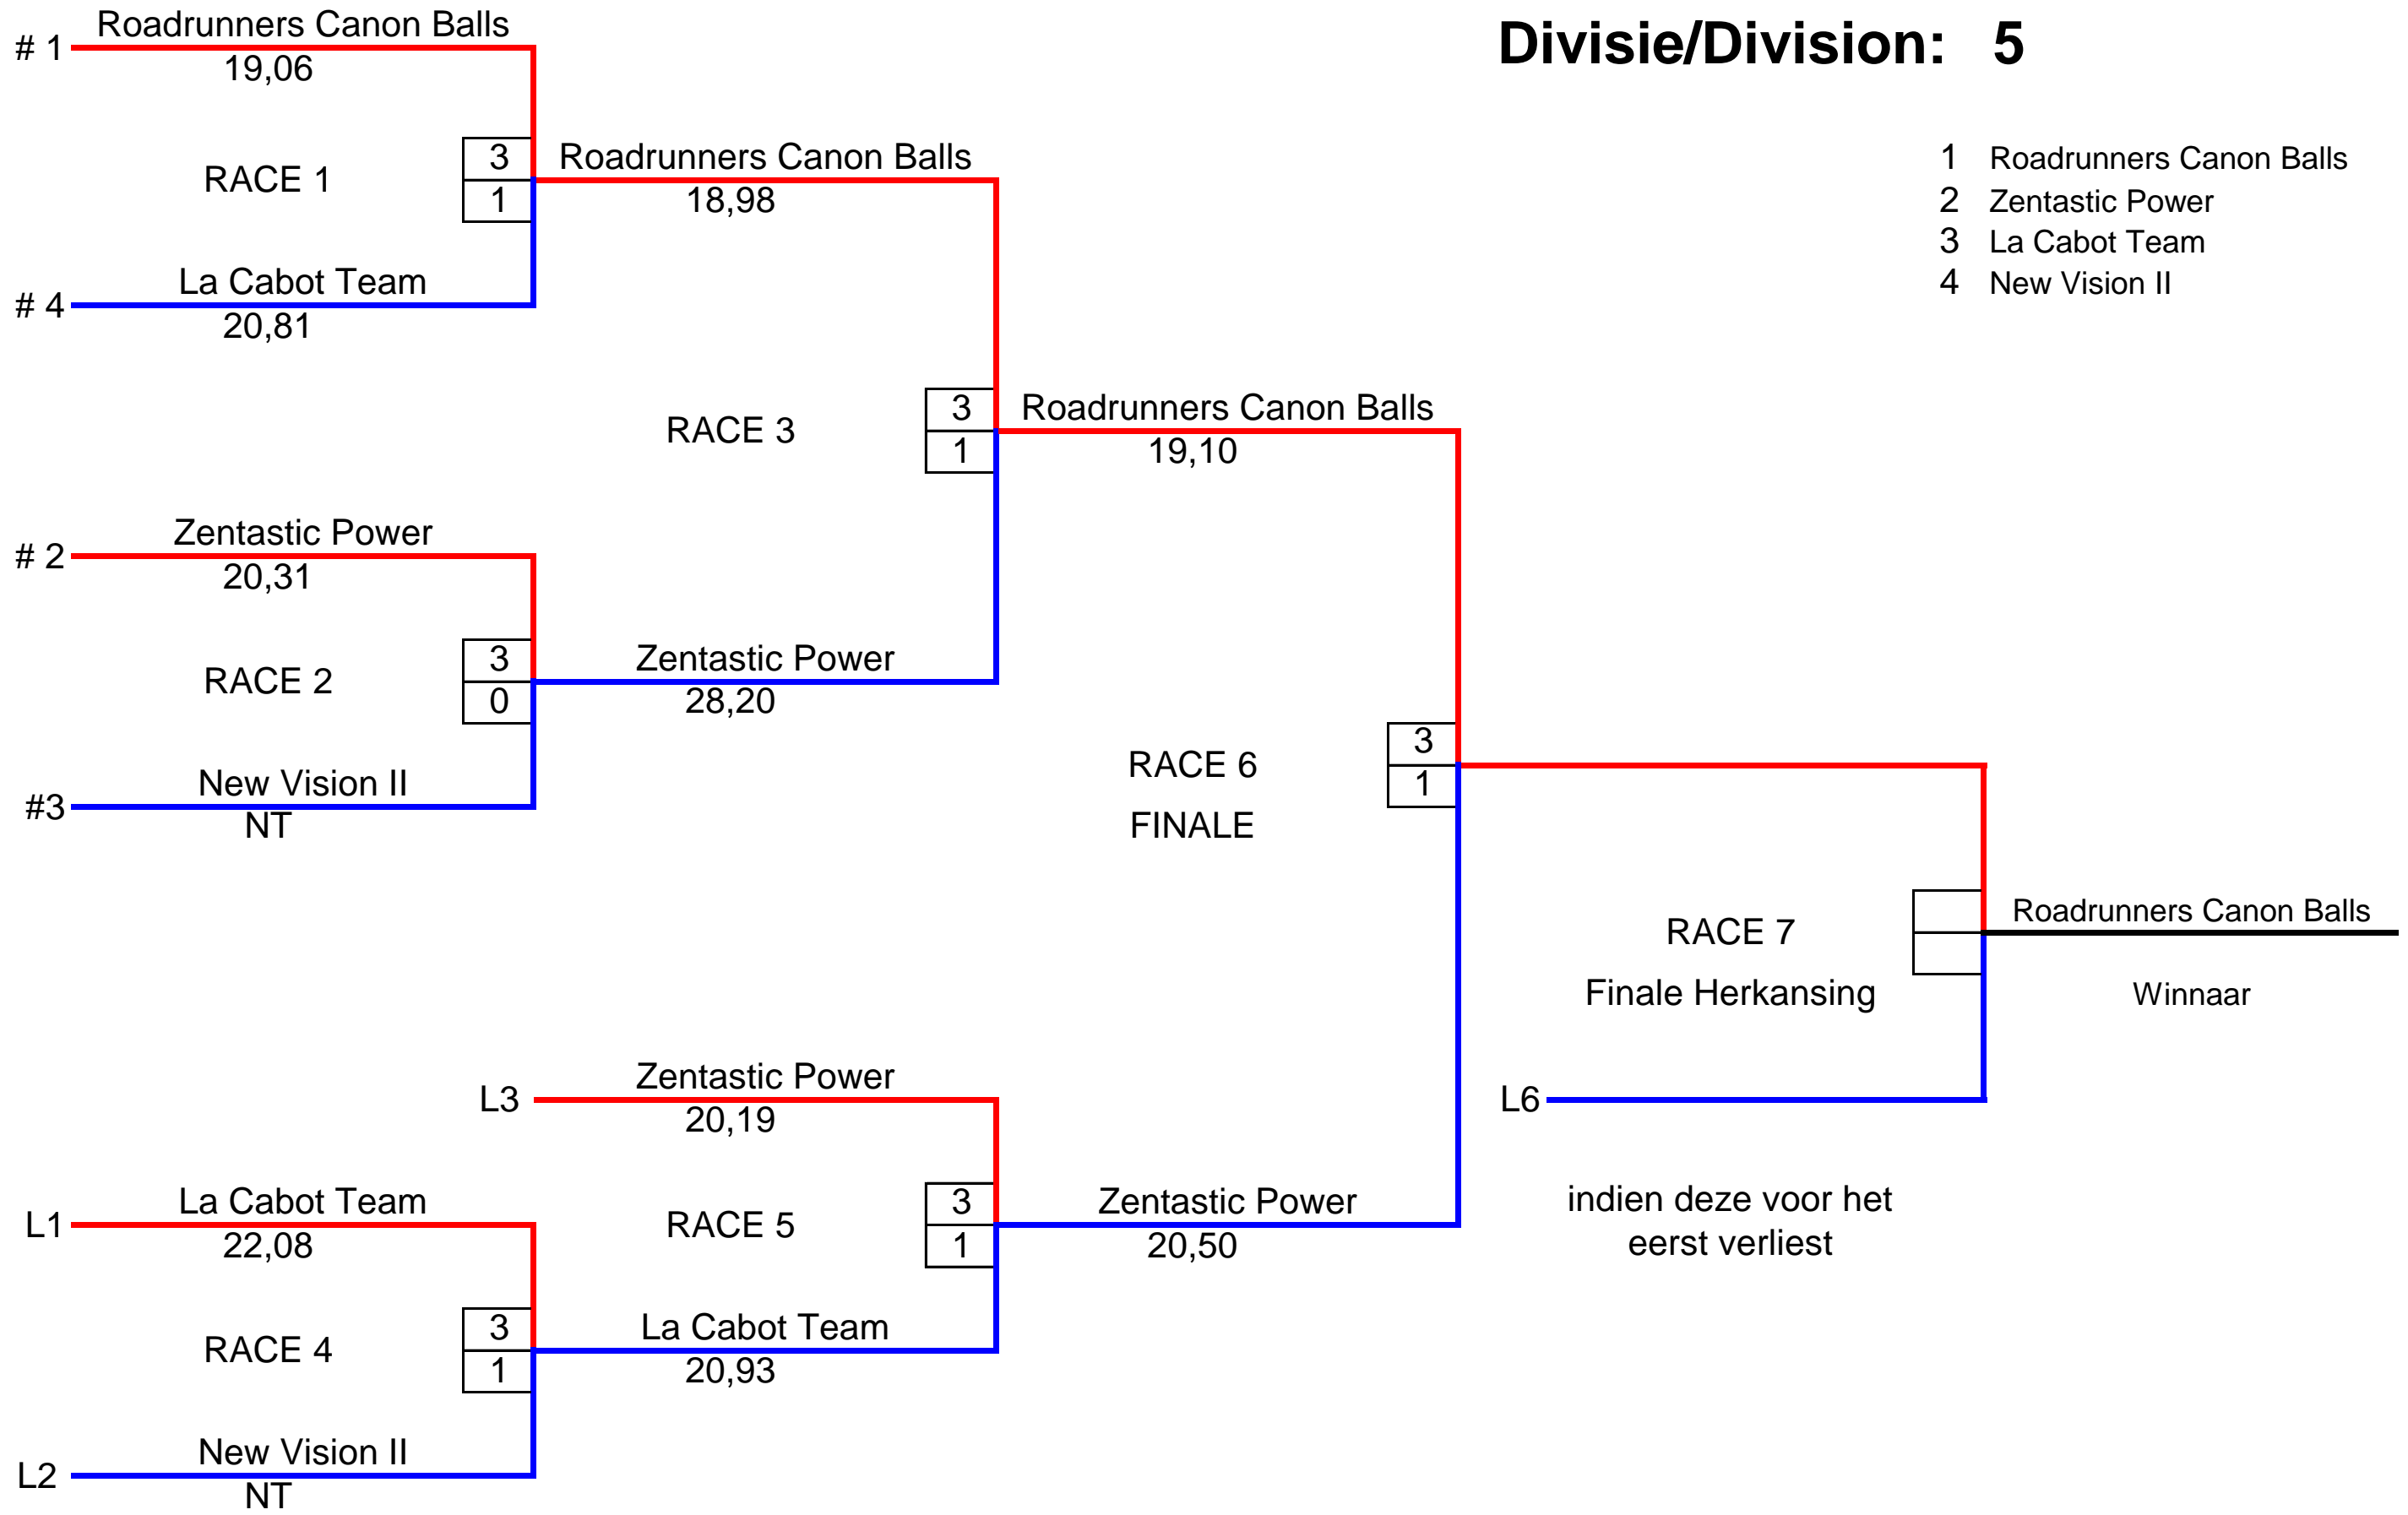 Divisie/Division: 5
1 Roadrunners Canon Balls
2 Zentastic Power
3 La Cabot Team
4 New Vision II
Roadrunners Canon Balls
# 1
19,06
RACE 1
3
1
La Cabot Team
# 4
20,81
Roadrunners Canon Balls
18,98
Zentastic Power
# 2
20,31
RACE 2
3
0
New Vision II
#3
NT
Zentastic Power
28,20
RACE 3
3
1
Roadrunners Canon Balls
19,10
RACE 6
FINALE
3
1
L3
Zentastic Power
20,19
RACE 5
3
1
L1
La Cabot Team
22,08
RACE 4
3
1
New Vision II
L2
NT
La Cabot Team
20,93
Zentastic Power
20,50
RACE 7
Finale Herkansing
L6
indien deze voor het
eerst verliest
Roadrunners Canon Balls
Winnaar